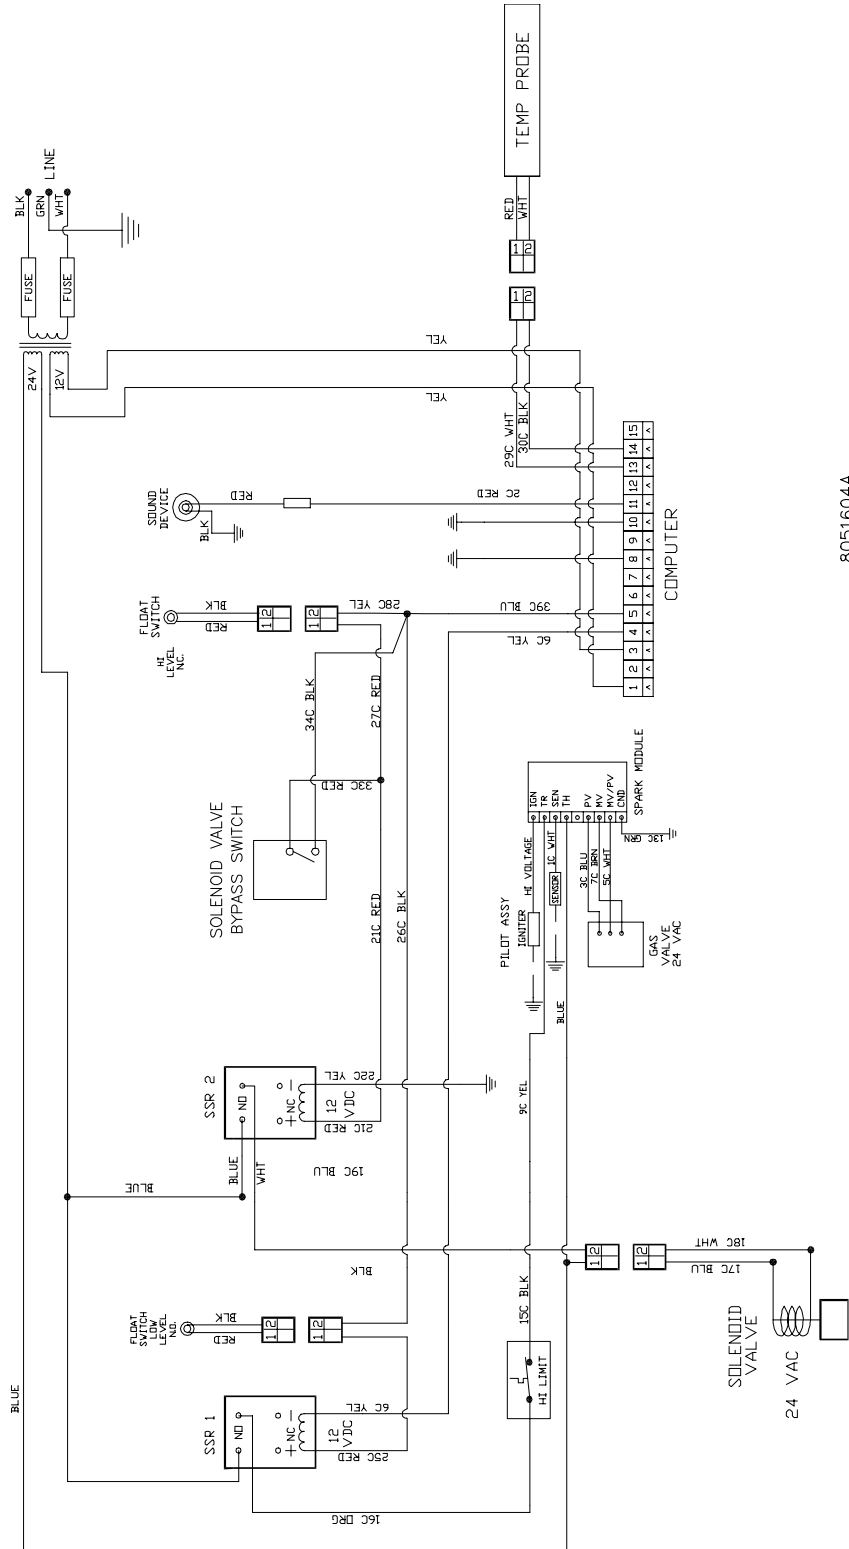 TEMP PROBE
RED
WHT
1 2
1 2
29C WHT
30C BLK
LINE
BLK
GRN
WHT
FUSE
FUSE
24V
12V
YEL
YEL
SOUND
DEVICE
RED
BLK
2C RED
FLOAT
SWITCH
HI
LEVEL
N.C.
BLK
RED
1 2
1 2
28C YEL
39C BLU
6C YEL
1 2 3 4 5 6 7 8 9 10 11 12 13 14 15
COMPUTER
34C BLK
27C RED
33C RED
SOLENOID VALVE
BYPASS SWITCH
21C RED
26C BLK
IGN
TR
SEN
TH
PV
MV
MV/PV
GND
SPARK MODULE
13C GRN
HI VOLTAGE
1C WHT
3C BLU
7C BRN
5C WHT
SENSOR
PILOT ASSY
IGNITER
GAS
VALVE
24 VAC
BLUE
9C YEL
SSR 2
NO
+ NC -
12
VDC
22C YEL
21C RED
BLUE
WHT
19C BLU
BLUE
BLK
1 2
1 2
18C WHT
17C BLU
SOLENOID
VALVE
24 VAC
FLOAT
SWITCH
LOW
LEVEL
N.O.
BLK
RED
1 2
1 2
15C BLK
HI LIMIT
SSR 1
NO
+ NC -
12
VDC
6C YEL
25C RED
16C ORG
BLUE
8051604A